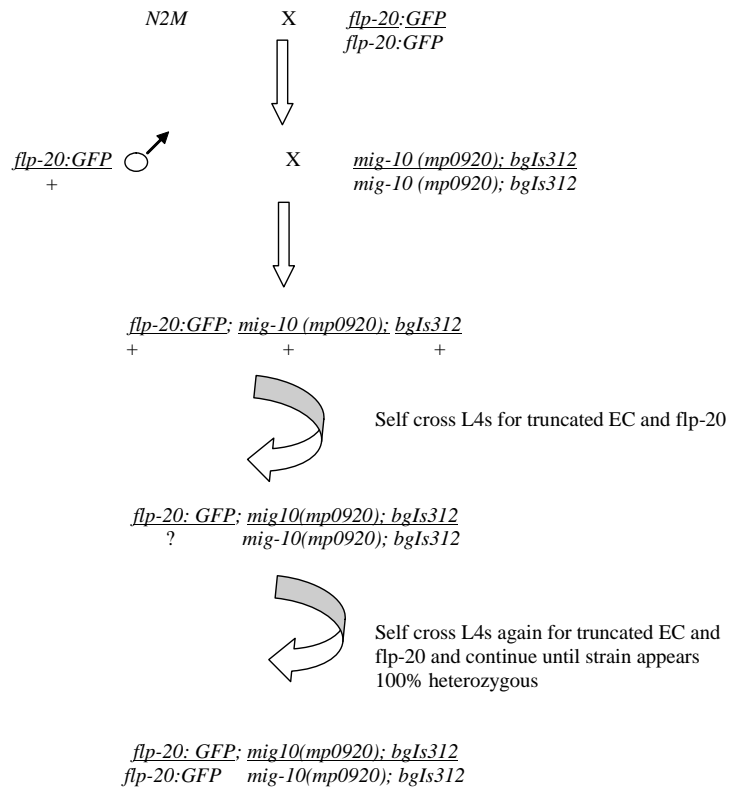 N2M X flp-20:GFP
flp-20:GFP
flp-20:GFP X mig-10 (mp0920); bgIs312
+ mig-10 (mp0920); bgIs312
flp-20:GFP; mig-10 (mp0920); bgIs312
+ + +
Self cross L4s for truncated EC and flp-20
flp-20: GFP; mig10(mp0920); bgIs312
? mig-10(mp0920); bgIs312
Self cross L4s again for truncated EC and
flp-20 and continue until strain appears
100% heterozygous
flp-20: GFP; mig10(mp0920); bgIs312
flp-20:GFP mig-10(mp0920); bgIs312